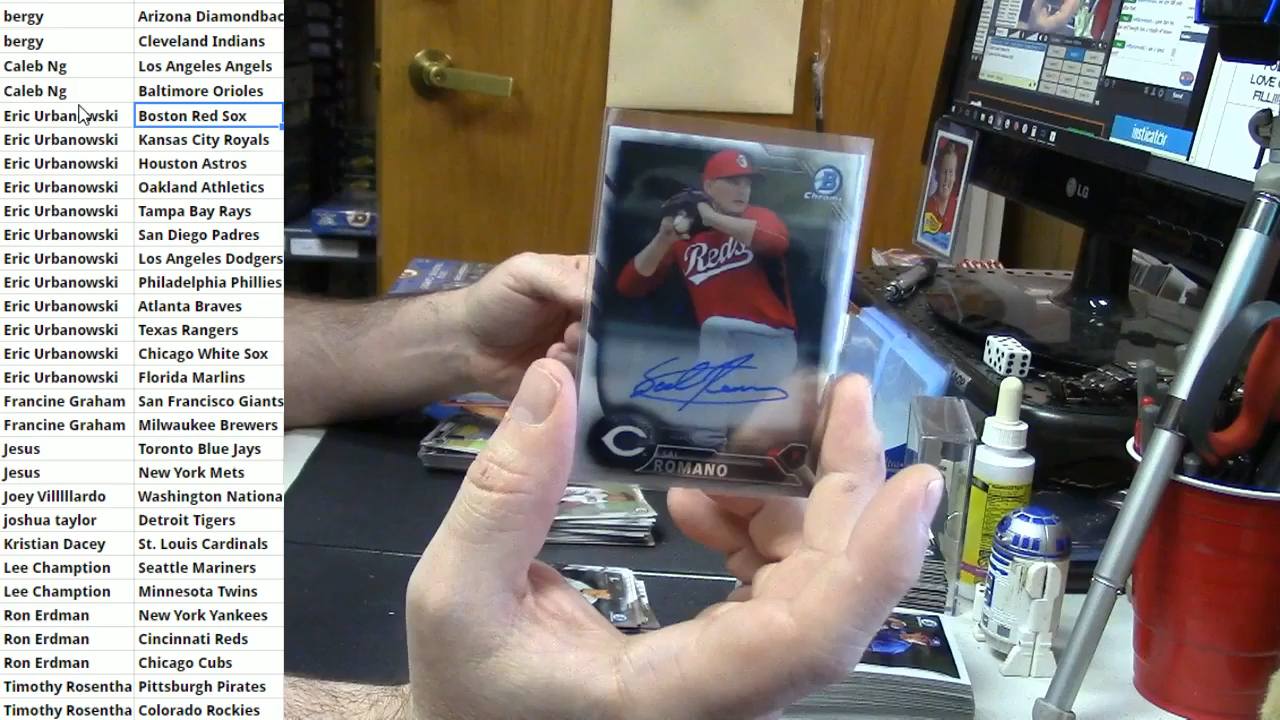 bergy Arizona Diamondbac
bergy Cleveland Indians
Caleb Ng Los Angeles Angels
Caleb Ng Baltimore Orioles
Eric Urbanowski Boston Red Sox
Eric Urbanowski Kansas City Royals
Eric Urbanowski Houston Astros
Eric Urbanowski Oakland Athletics
Eric Urbanowski Tampa Bay Rays
Eric Urbanowski San Diego Padres
Eric Urbanowski Los Angeles Dodgers
Eric Urbanowski Philadelphia Phillies
Eric Urbanowski Atlanta Braves
Eric Urbanowski Texas Rangers
Eric Urbanowski Chicago White Sox
Eric Urbanowski Florida Marlins
Francine Graham San Francisco Giants
Francine Graham Milwaukee Brewers
Jesus Toronto Blue Jays
Jesus New York Mets
Joey Villlllardo Washington Nationa
joshua taylor Detroit Tigers
Kristian Dacey St. Louis Cardinals
Lee Champion Seattle Mariners
Lee Champion Minnesota Twins
Ron Erdman New York Yankees
Ron Erdman Cincinnati Reds
Ron Erdman Chicago Cubs
Timothy Rosentha Pittsburgh Pirates
Timothy Rosentha Colorado Rockies
B
Chrome
Reds
C
SAL
ROMANO
insticator
LG
LOVE